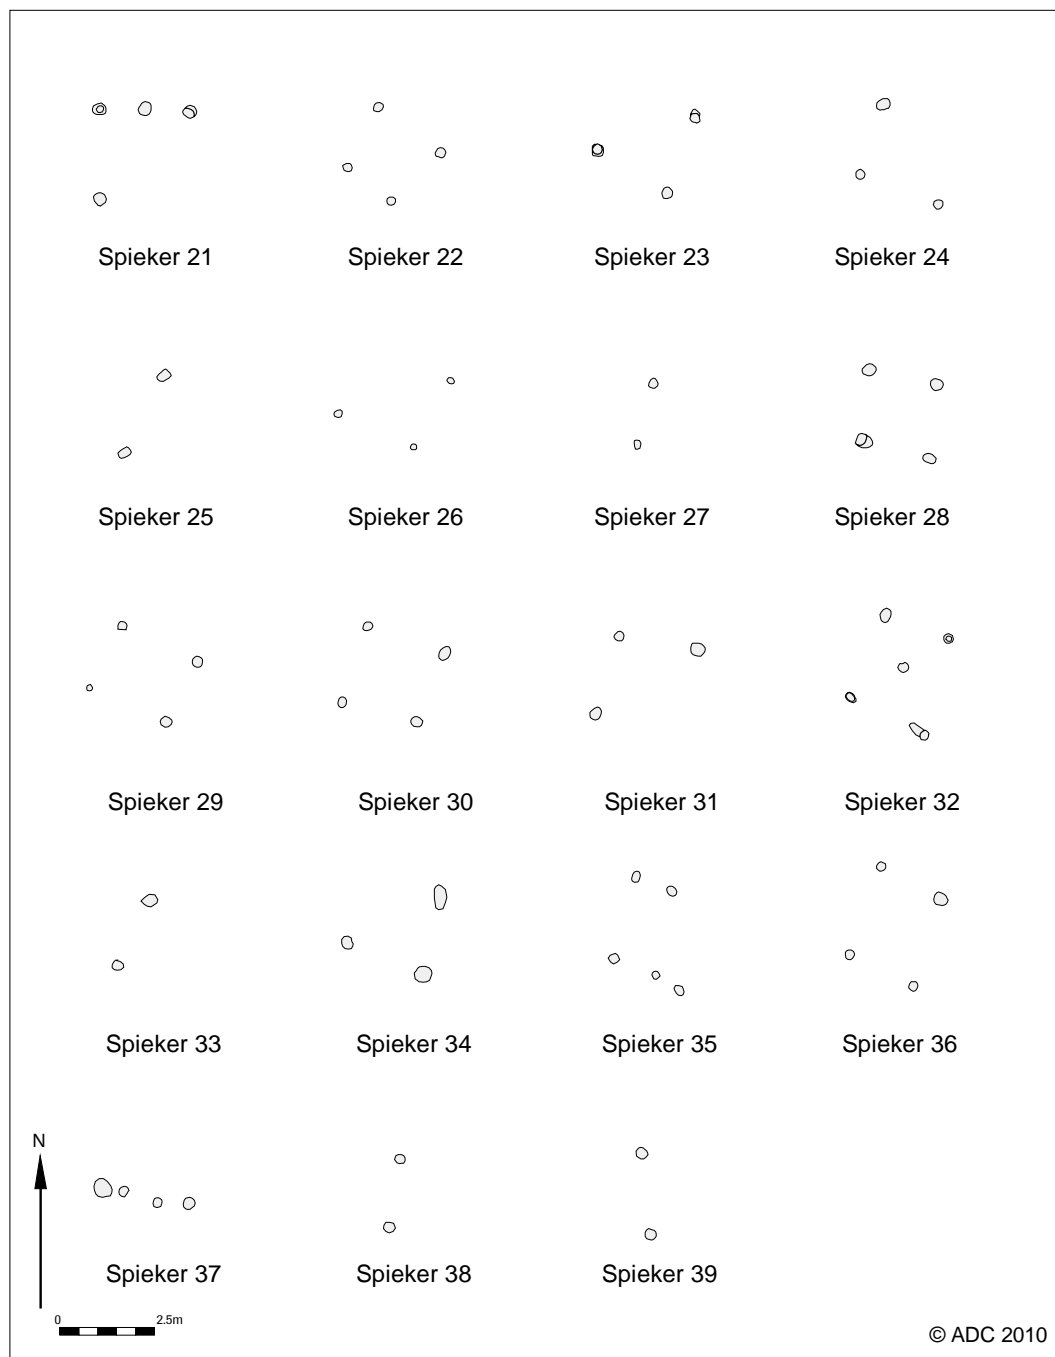 Spieker 21 Spieker 22 Spieker 23 Spieker 24
Spieker 25 Spieker 26 Spieker 27 Spieker 28
Spieker 29 Spieker 30 Spieker 31 Spieker 32
Spieker 33 Spieker 34 Spieker 35 Spieker 36
N
Spieker 37 Spieker 38 Spieker 39
0 2.5m
© ADC 2010